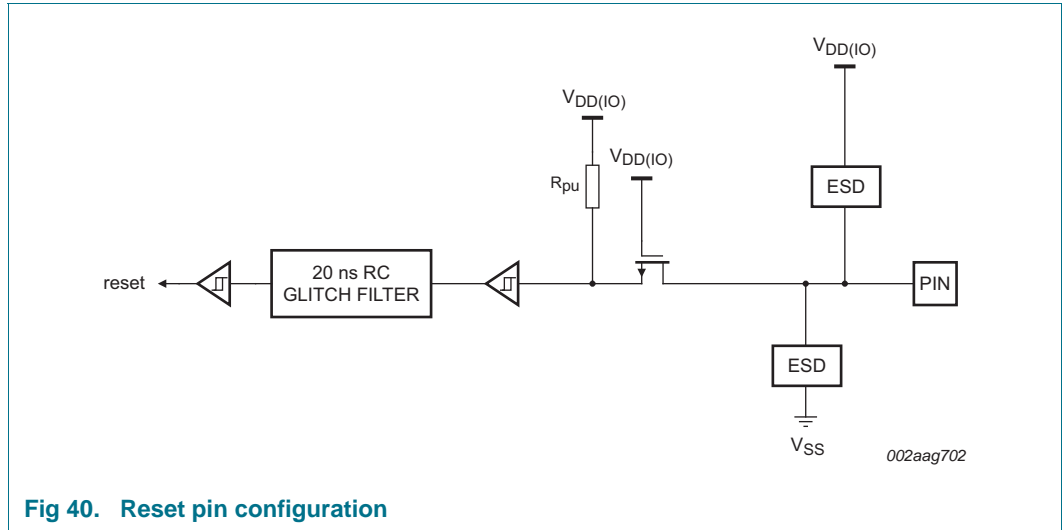 VDD(IO)
VDD(IO)
VDD(IO)
Rpu
ESD
reset
20 ns RC
GLITCH FILTER
PIN
ESD
VSS
002aag702
Fig 40. Reset pin configuration